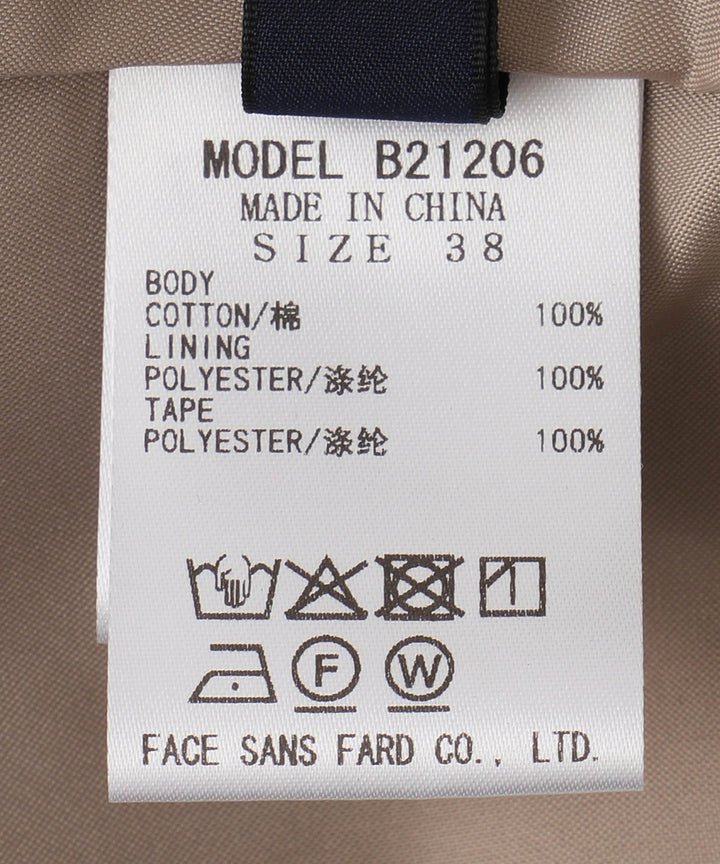 MODEL B21206
MADE IN CHINA
SIZE 38
BODY
COTTON/棉 100%
LINING
POLYESTER/涤纶 100%
TAPE
POLYESTER/涤纶 100%
F W
FACE SANS FARD CO., LTD.